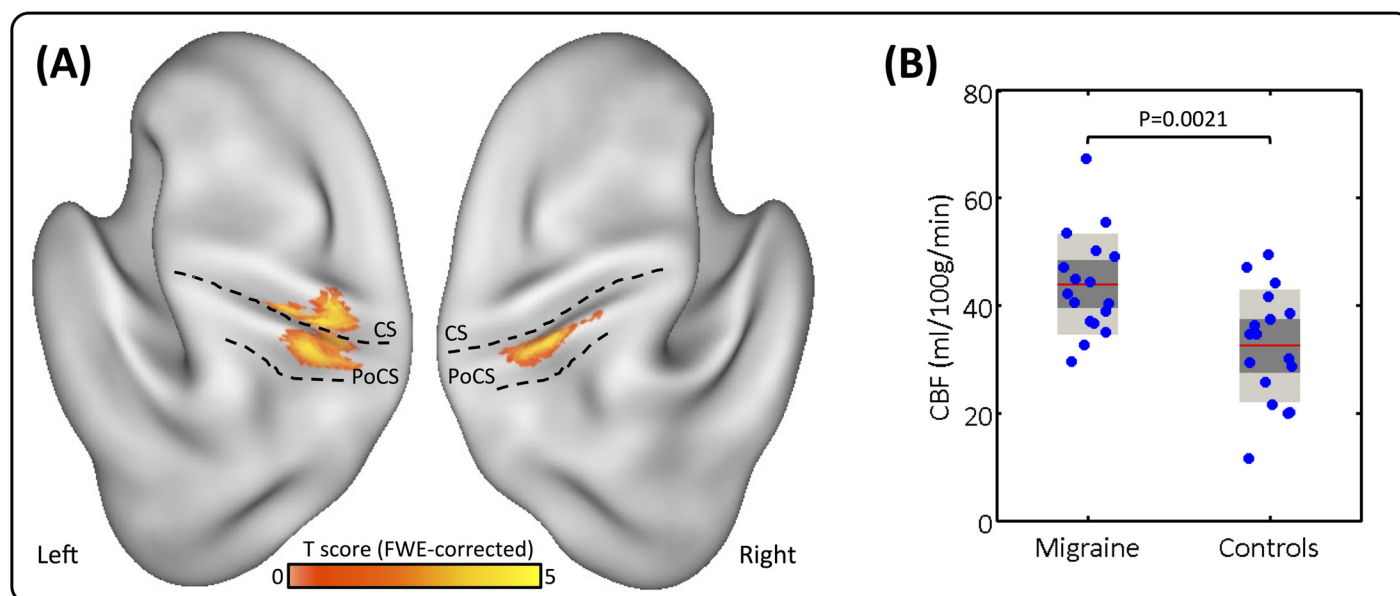 (A)
CS
PoCS
CS
PoCS
Left
Right
T score (FWE-corrected)
0
5
(B)
80
60
40
20
0
CBF (ml/100g/min)
P=0.0021
Migraine
Controls